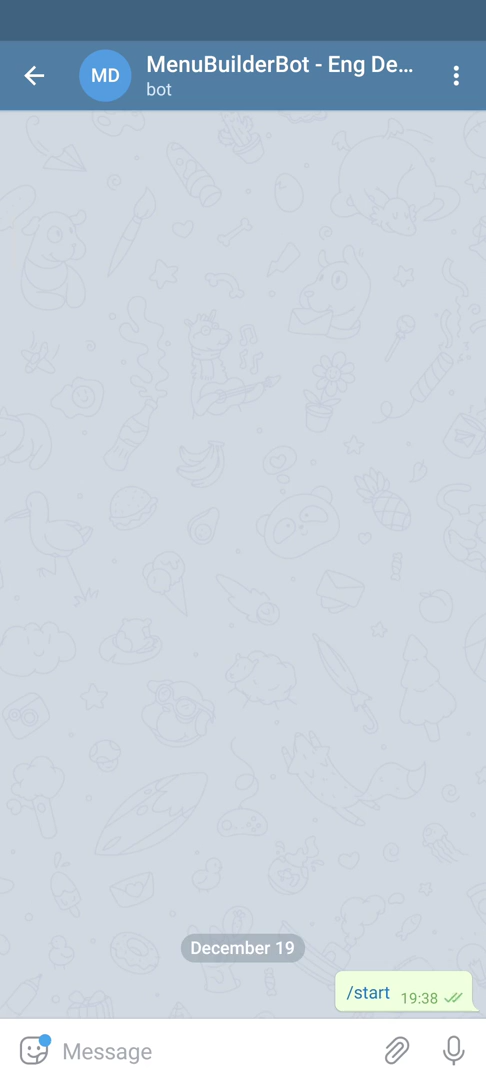 MD
MenuBuilderBot - Eng De...
bot
December 19
/start 19:38
Message